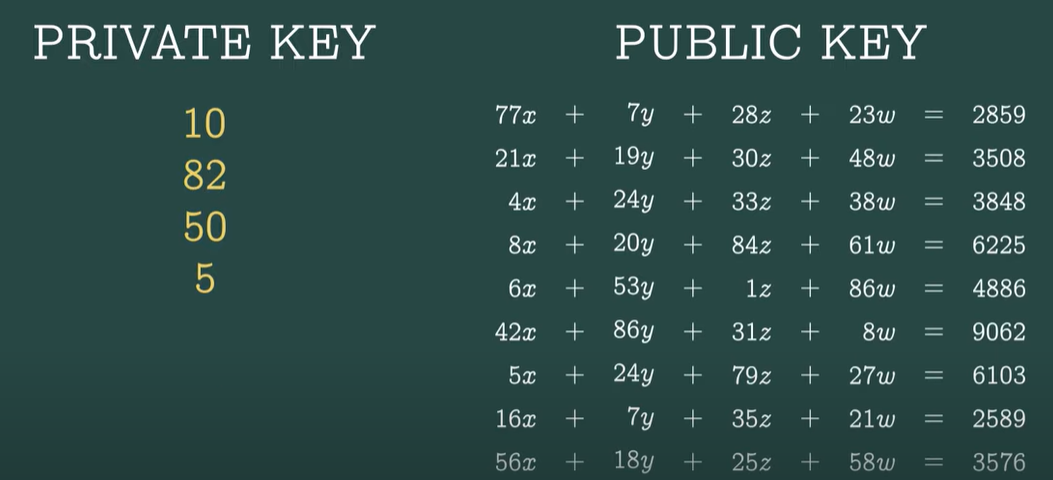 PRIVATE KEY
10
82
50
5
PUBLIC KEY
77x + 7y + 28z + 23w = 2859
21x + 19y + 30z + 48w = 3508
4x + 24y + 33z + 38w = 3848
8x + 20y + 84z + 61w = 6225
6x + 53y + 1z + 86w = 4886
42x + 86y + 31z + 8w = 9062
5x + 24y + 79z + 27w = 6103
16x + 7y + 35z + 21w = 2589
56x + 18y + 25z + 58w = 3576